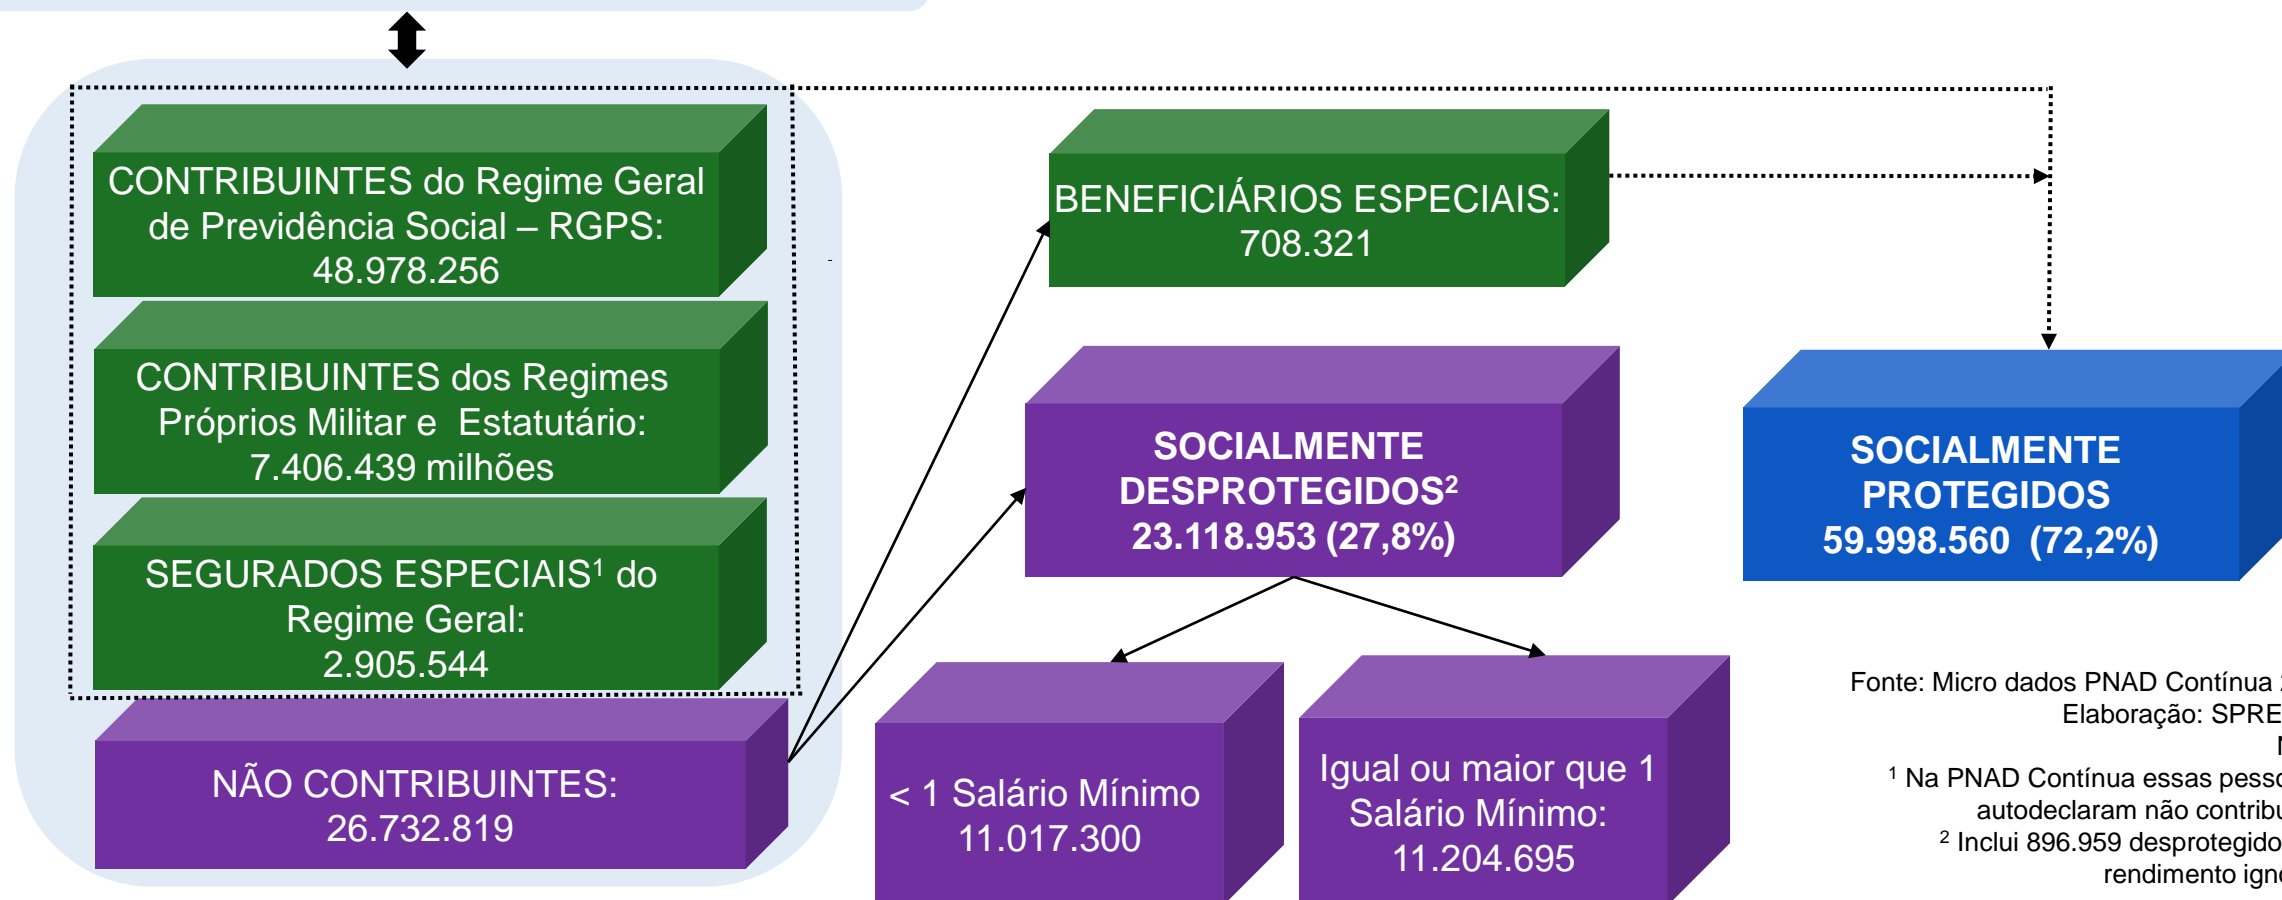 CONTRIBUINTES do Regime Geral
de Previdência Social – RGPS:
48.978.256
CONTRIBUINTES dos Regimes
Próprios Militar e Estatutário:
7.406.439 milhões
SEGURADOS ESPECIAIS¹ do
Regime Geral:
2.905.544
NÃO CONTRIBUINTES:
26.732.819
BENEFICIÁRIOS ESPECIAIS:
708.321
SOCIALMENTE
DESPROTEGIDOS²
23.118.953 (27,8%)
< 1 Salário Mínimo
11.017.300
Igual ou maior que 1
Salário Mínimo:
11.204.695
SOCIALMENTE
PROTEGIDOS
59.998.560 (72,2%)
Fonte: Micro dados PNAD Contínua
Elaboração: SPRE
¹ Na PNAD Contínua essas pesso
autodeclaram não contribu
² Inclui 896.959 desprotegido
rendimento igno